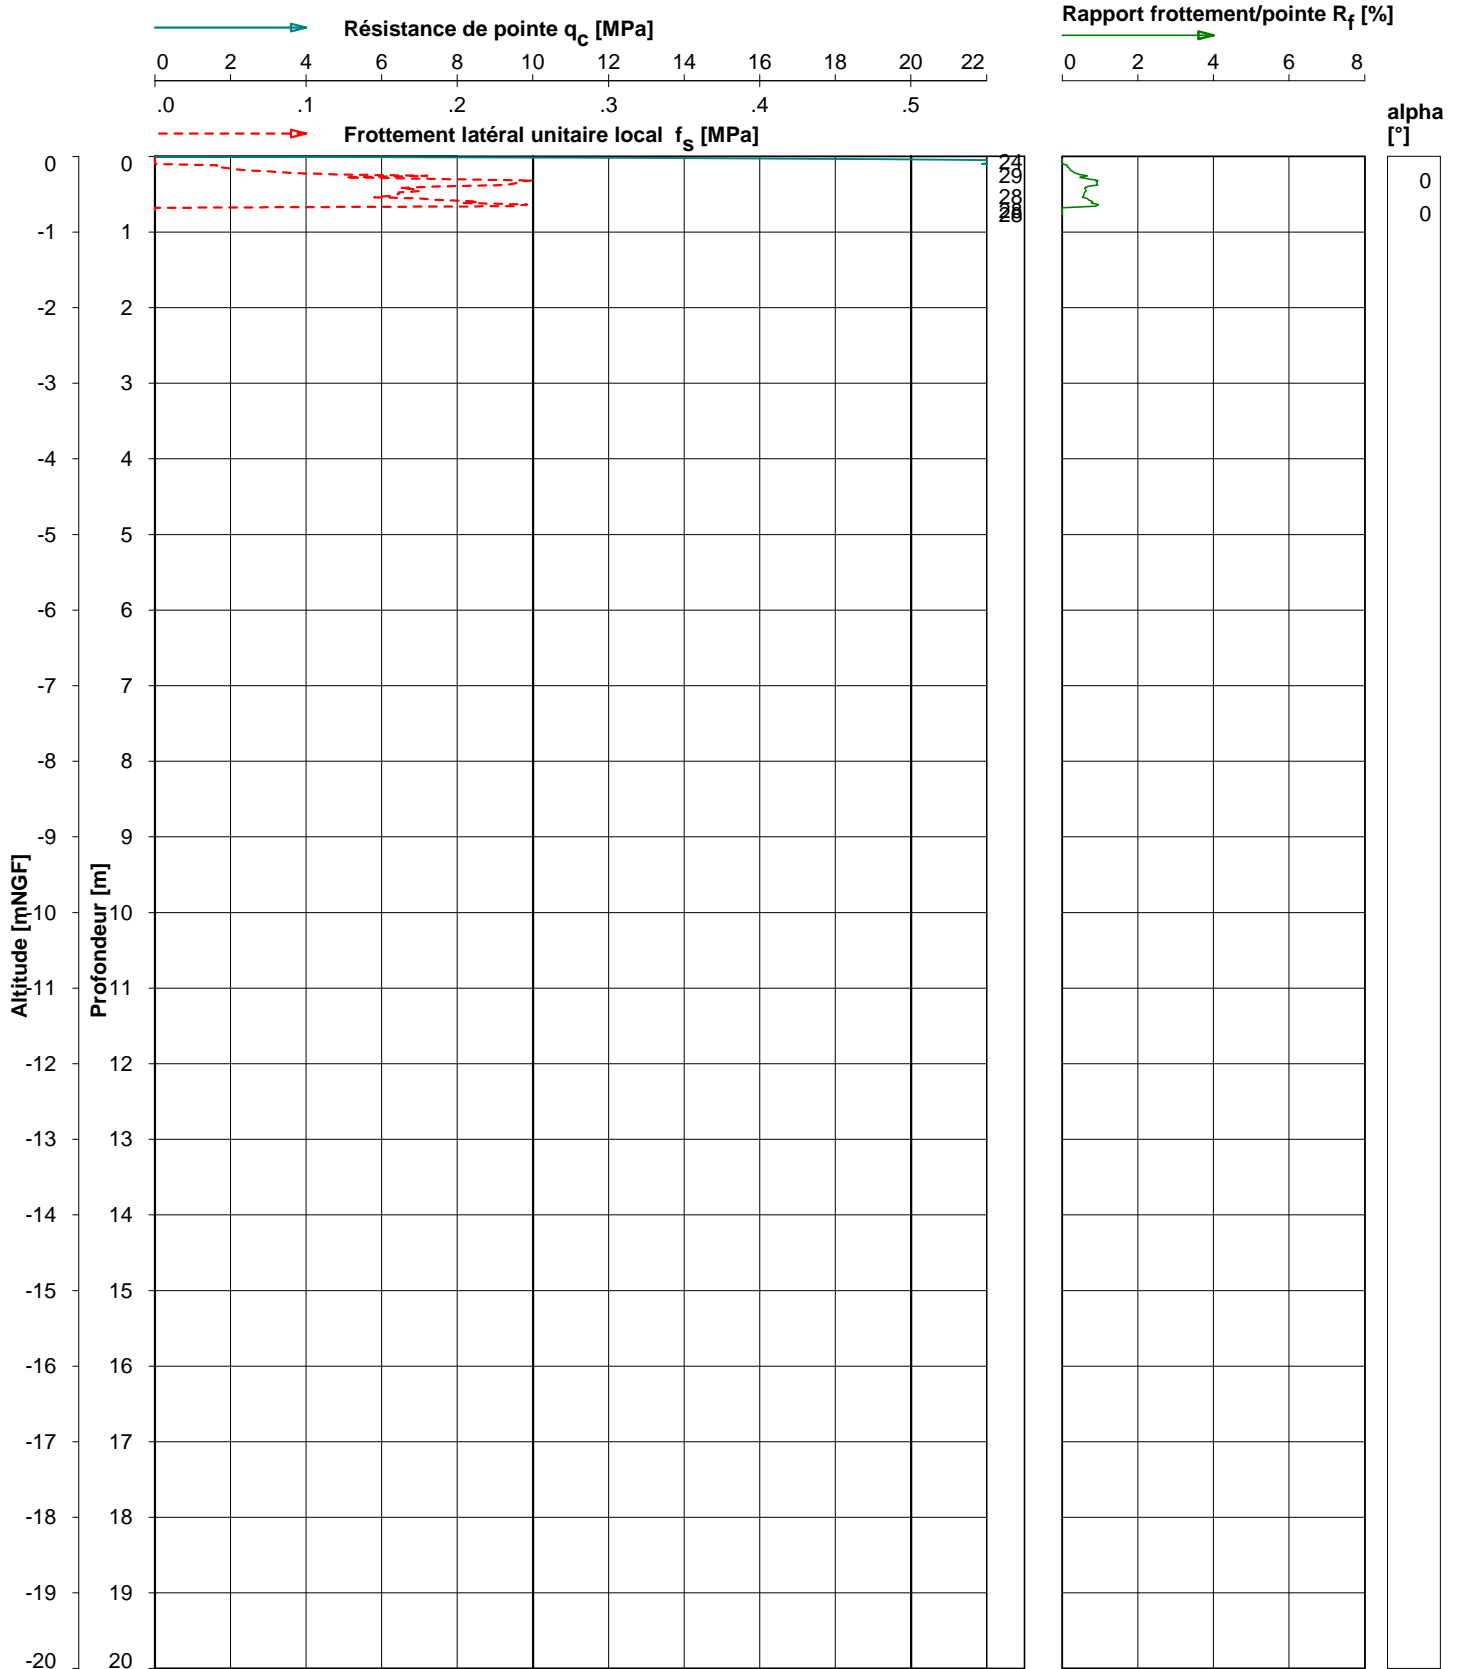 Résistance de pointe qc [MPa]
Rapport frottement/pointe Rf [%]
0 2 4 6 8 10 12 14 16 18 20 22
0 2 4 6 8
.0 .1 .2 .3 .4 .5
alpha
[°]
Frottement latéral unitaire local fs [MPa]
0 0 24
29 0
28
28 0
-1 1
-2 2
-3 3
-4 4
-5 5
-6 6
-7 7
-8 8
-9 9
-10 10
-11 11
-12 12
-13 13
-14 14
-15 15
-16 16
-17 17
-18 18
-19 19
-20 20
Altitude [mNGF]
Profondeur [m]